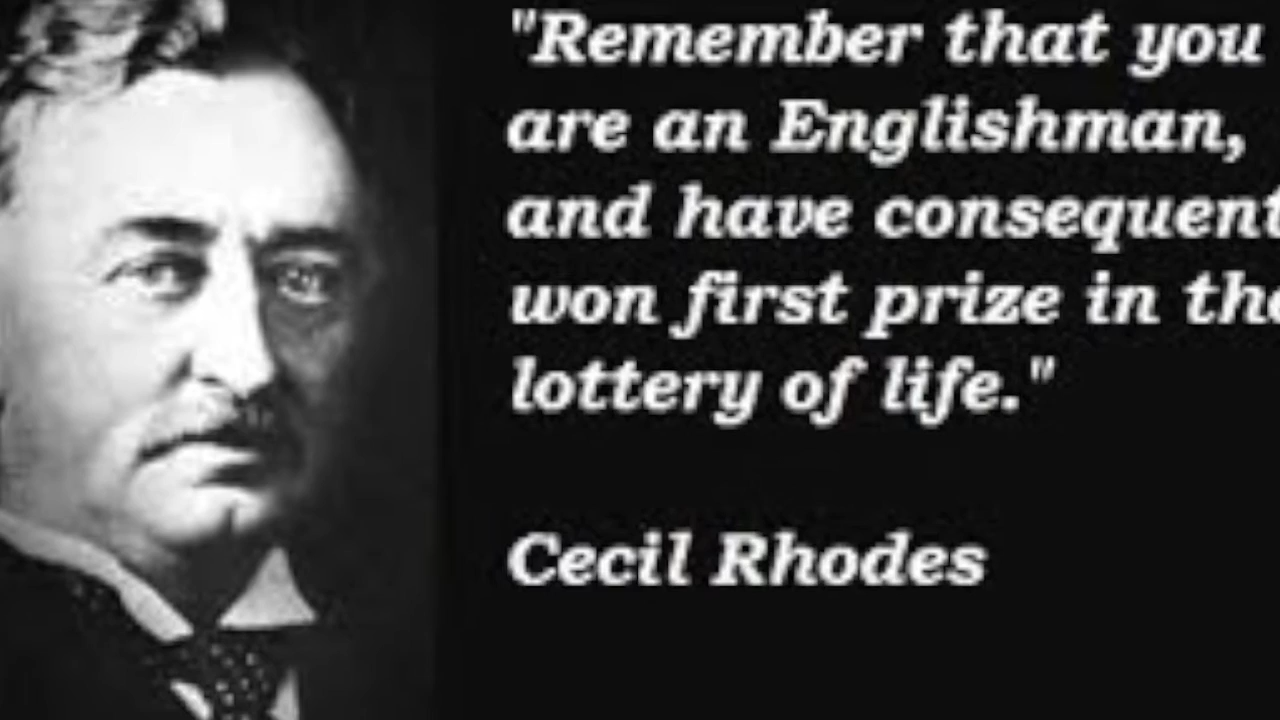 "Remember that you
are an Englishman,
and have consequent
won first prize in the
lottery of life."
Cecil Rhodes